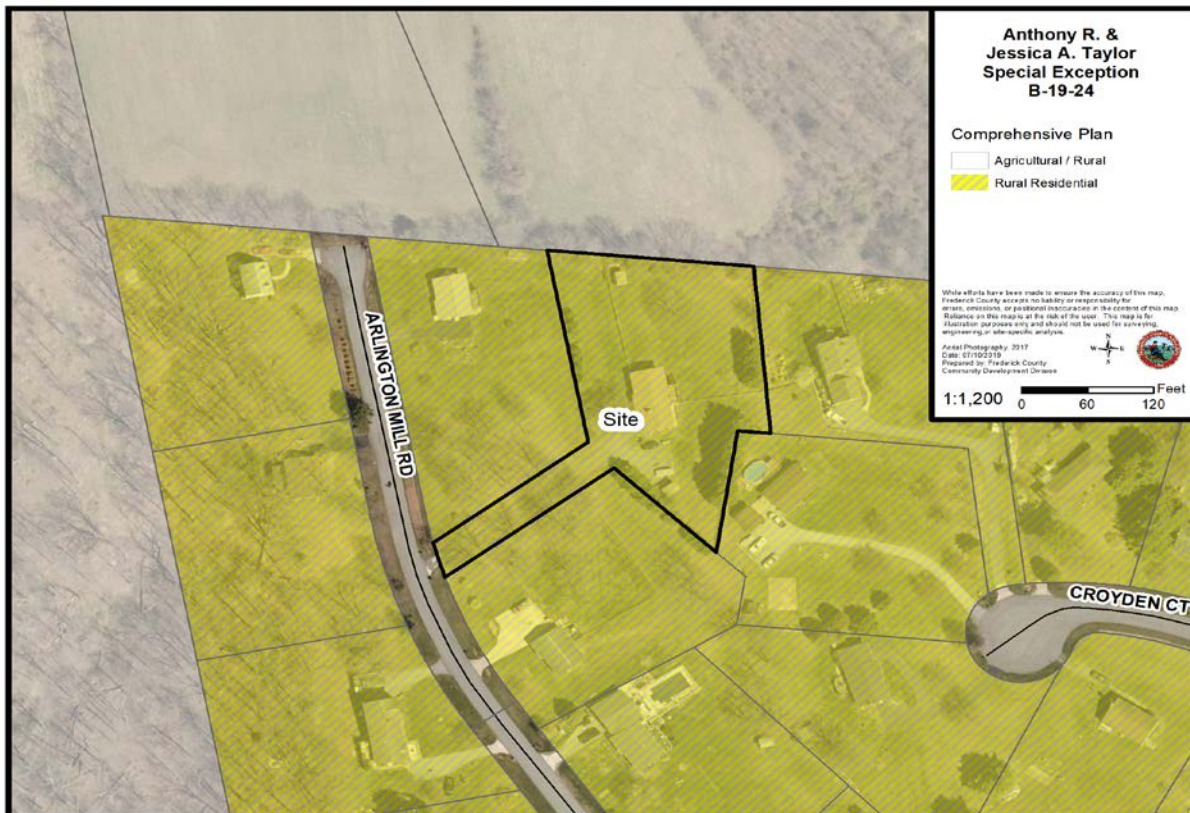 Anthony R. &
Jessica A. Taylor
Special Exception
B-19-24
Comprehensive Plan
Agricultural / Rural
Rural Residential
While efforts have been made to ensure the accuracy of this map,
Frederick County accepts no liability or responsibility for
errors, omissions, or positional inaccuracies in the content of this map.
Reliance on this map is at the risk of the user. This map is for
illustration purposes only and should not be used for surveying,
engineering, or site-specific analysis.
Aerial Photography: 2017
Date: 07/10/2019
Prepared by: Frederick County
Community Development Division
N
W E
S
1:1,200
Feet
0 60 120
ARLINGTON MILL RD
Site
CROYDEN CT